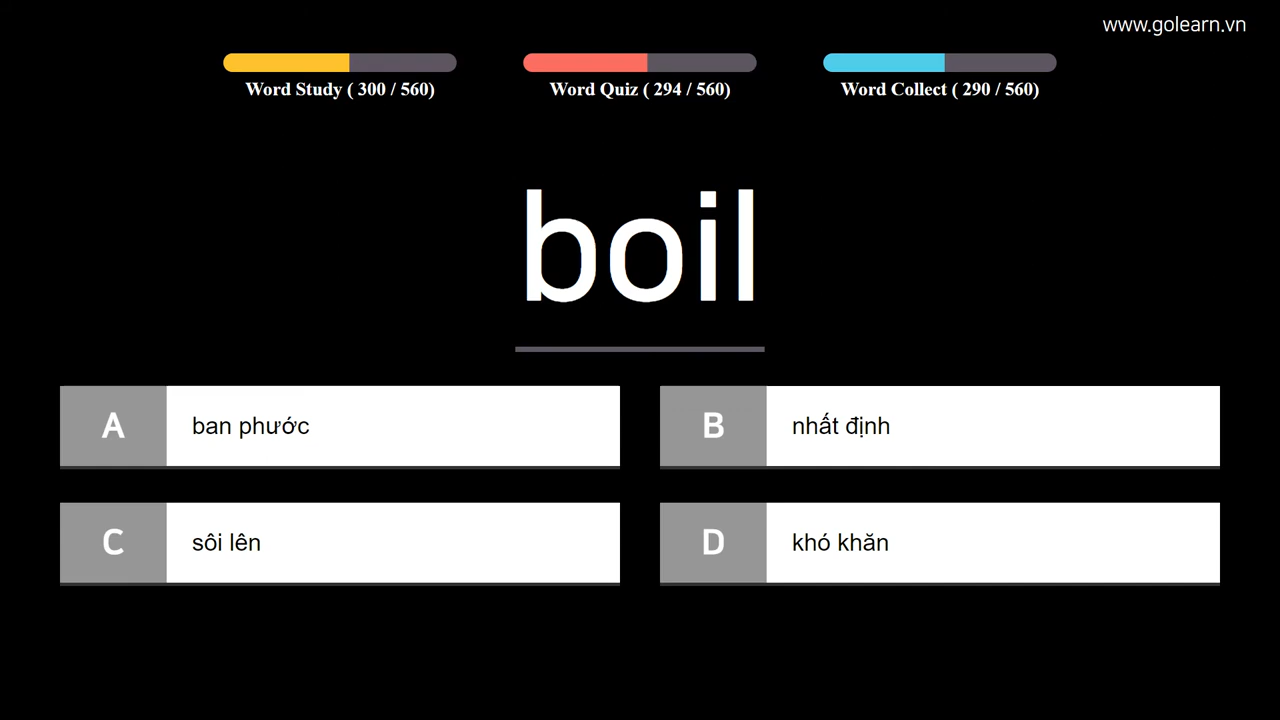 www.golearn.vn
Word Study ( 300 / 560)
Word Quiz ( 294 / 560)
Word Collect ( 290 / 560)
boil
A ban phước
B nhất định
C sôi lên
D khó khăn